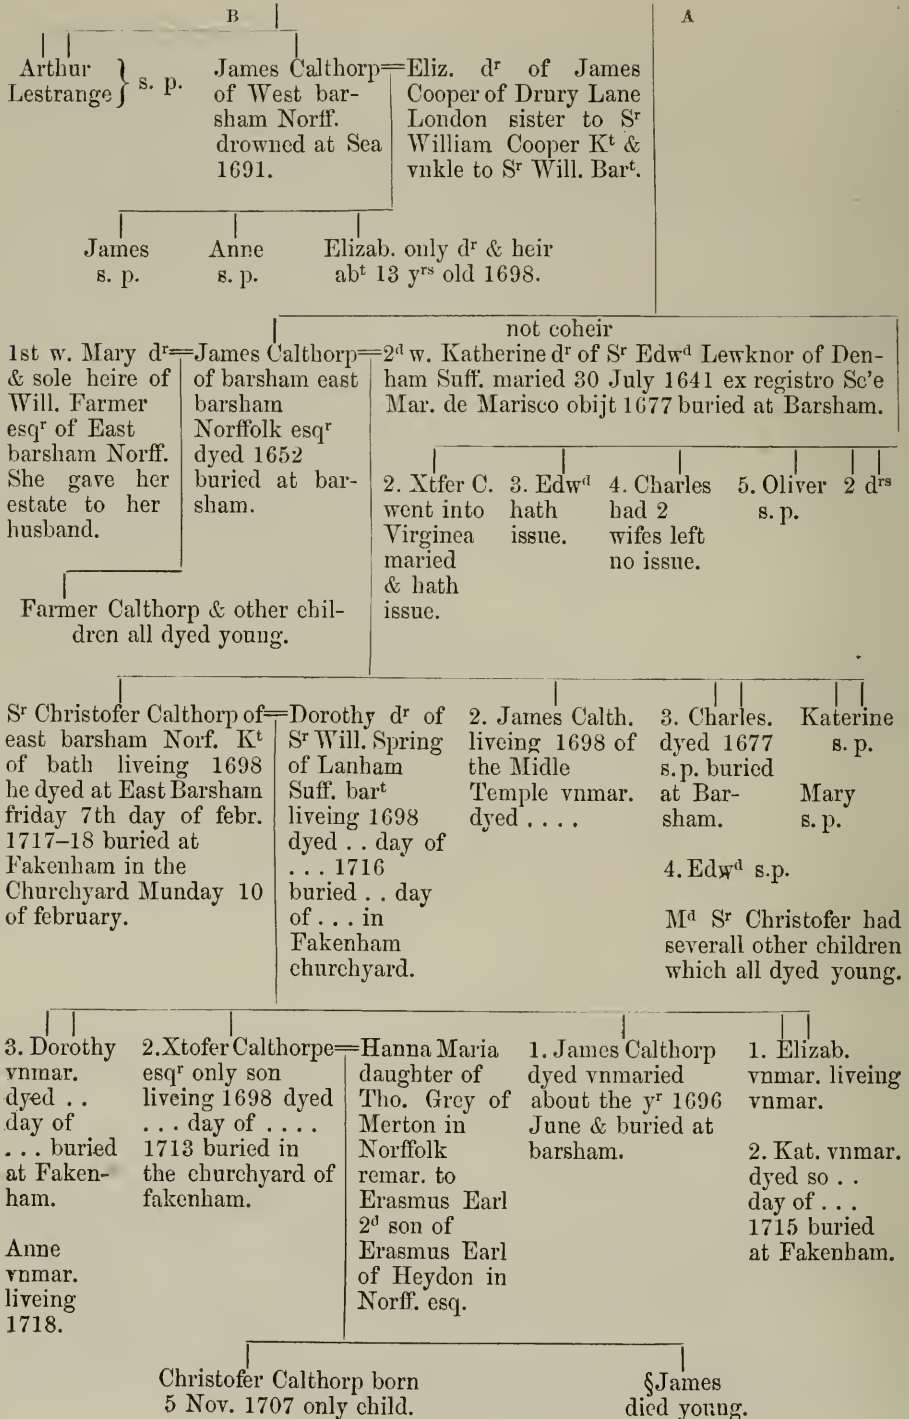 B
A
Arthur
Lestrange
} s. p.
James Calthorp
of West bar-
sham Norff.
drowned at Sea
1691.
=Eliz. dʳ of James
Cooper of Drury Lane
London sister to Sʳ
William Cooper Kᵗ &
vnkle to Sʳ Will. Barᵗ.
James
s. p.
Anne
s. p.
Elizab. only dʳ & heir
abᵗ 13 yʳˢ old 1698.
not coheir
1st w. Mary dʳ
& sole heire of
Will. Farmer
esqʳ of East
barsham Norff.
She gave her
estate to her
husband.
=James Calthorp
of barsham east
barsham
Norffolk esqʳ
dyed 1652
buried at bar-
sham.
=2ᵈ w. Katherine dʳ of Sʳ Edwᵈ Lewknor of Den-
ham Suff. maried 30 July 1641 ex registro Sc'e
Mar. de Marisco obijt 1677 buried at Barsham.
2. Xtfer C.
went into
Virginea
maried
& hath
issue.
3. Edwᵈ
hath
issue.
4. Charles
had 2
wifes left
no issue.
5. Oliver
s. p.
2 dʳˢ
Farmer Calthorp & other chil-
dren all dyed young.
Sʳ Christofer Calthorp of
east barsham Norf. Kᵗ
of bath liveing 1698
he dyed at East Barsham
friday 7th day of febr.
1717–18 buried at
Fakenham in the
Churchyard Munday 10
of february.
=Dorothy dʳ of
Sʳ Will. Spring
of Lanham
Suff. barᵗ
liveing 1698
dyed . . day of
. . . 1716
buried . . day
of . . . in
Fakenham
churchyard.
2. James Calth.
liveing 1698 of
the Midle
Temple vnmar.
dyed . . . .
3. Charles.
dyed 1677
s.p. buried
at Bar-
sham.
Katerine
s. p.
Mary
s. p.
4. Edwᵈ s.p.
Mᵈ Sʳ Christofer had
severall other children
which all dyed young.
3. Dorothy
vnmar.
dyed . .
day of
. . . buried
at Faken-
ham.
Anne
vnmar.
liveing
1718.
2. Xtofer Calthorpe
esqʳ only son
liveing 1698 dyed
. . . day of . . . .
1713 buried in
the churchyard of
fakenham.
=Hanna Maria
daughter of
Tho. Grey of
Merton in
Norffolk
remar. to
Erasmus Earl
2ᵈ son of
Erasmus Earl
of Heydon in
Norff. esq.
1. James Calthorp
dyed vnmaried
about the yʳ 1696
June & buried at
barsham.
1. Elizab.
vnmar. liveing
vnmar.
2. Kat. vnmar.
dyed so . .
day of . . .
1715 buried
at Fakenham.
Christofer Calthorp born
5 Nov. 1707 only child.
§James
died young.